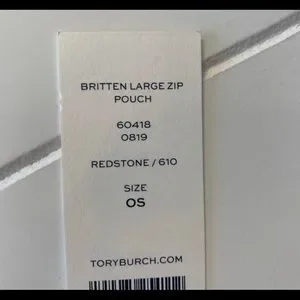 BRITTEN LARGE ZIP
POUCH
60418
0819
REDSTONE / 610
SIZE
OS
TORYBURCH.COM